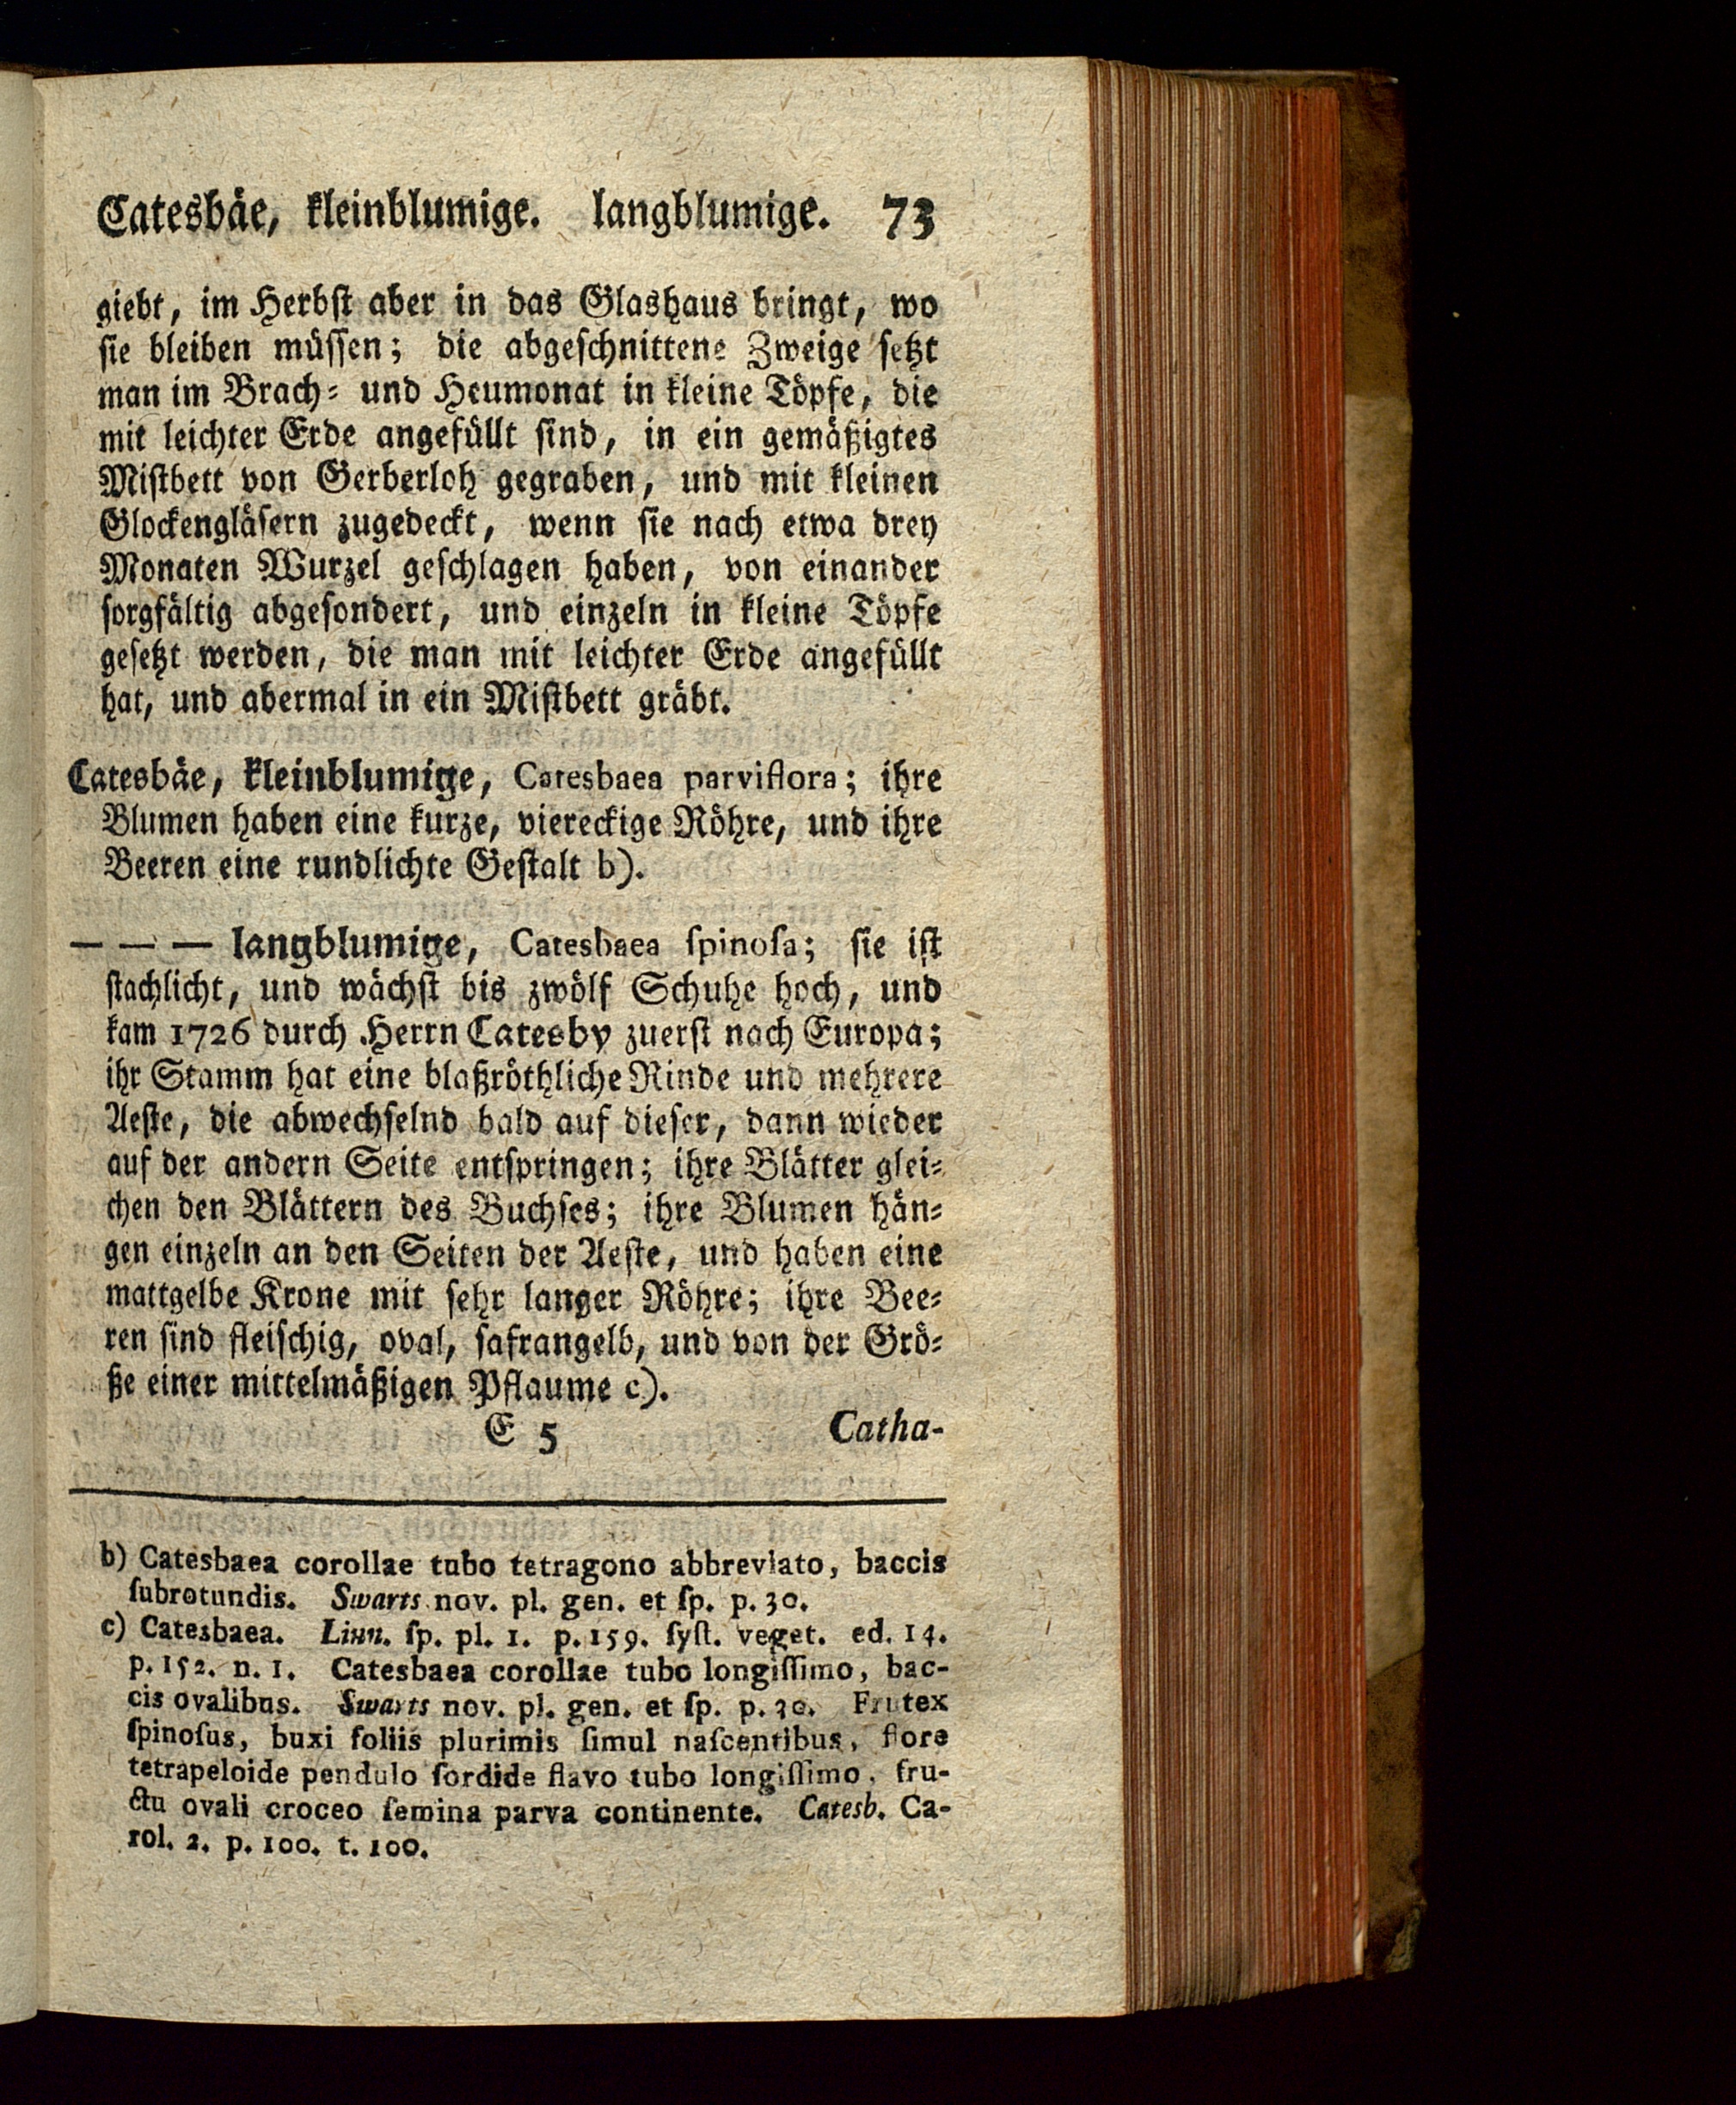 Catesbäe, kleinblumige. langblumige. 73
giebt, im Herbst aber in das Glashaus bringt, wo
sie bleiben müssen; die abgeschnittene Zweige setzt
man im Brach- und Heumonat in kleine Töpfe, die
mit leichter Erde angefüllt sind, in ein gemäßigtes
Mistbett von Gerberloh gegraben, und mit kleinen
Glockengläsern zugedeckt, wenn sie nach etwa drey
Monaten Wurzel geschlagen haben, von einander
sorgfältig abgesondert, und einzeln in kleine Töpfe
gesetzt werden, die man mit leichter Erde angefüllt
hat, und abermal in ein Mistbett gräbt.
Catesbäe, kleinblumige, Catesbaea parviflora; ihre
Blumen haben eine kurze, viereckige Röhre, und ihre
Beeren eine rundlichte Gestalt b).
— — — langblumige, Catesbaea ſpinoſa; sie ist
stachlicht, und wächst bis zwölf Schuhe hoch, und
kam 1726 durch Herrn Catesby zuerst nach Europa;
ihr Stamm hat eine blaßröthliche Rinde und mehrere
Aeste, die abwechselnd bald auf dieser, dann wieder
auf der andern Seite entspringen; ihre Blätter glei-
chen den Blättern des Buchses; ihre Blumen hän-
gen einzeln an den Seiten der Aeste, und haben eine
mattgelbe Krone mit sehr langer Röhre; ihre Bee-
ren sind fleischig, oval, safrangelb, und von der Grö-
ße einer mittelmäßigen Pflaume c).
E 5 Catha-
b) Catesbaea corollae tubo tetragono abbreviato, baccis
ſubrotundis. Swarts nov. pl. gen. et ſp. p. 30.
c) Catesbaea. Linn. ſp. pl. 1. p. 159. ſyſt. veget. ed. 14.
p. 152. n. 1. Catesbaea corollae tubo longiſſimo, bac-
cis ovalibus. Swarts nov. pl. gen. et ſp. p. 30. Frutex
ſpinoſus, buxi foliis plurimis ſimul naſcentibus, flore
tetrapeloide pendulo ſordide flavo tubo longiſſimo, fru-
ctu ovali croceo ſemina parva continente. Catesb. Ca-
rol. 2. p. 100. t. 100.